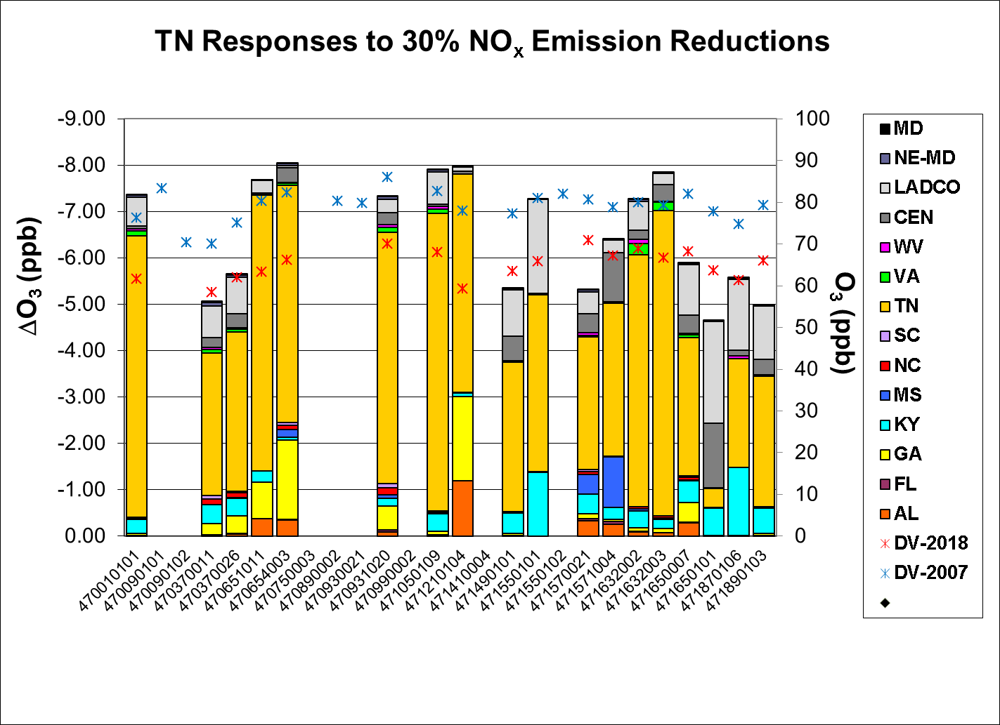 TN Responses to 30% NOx Emission Reductions
-9.00
-8.00
-7.00
-6.00
-5.00
-4.00
-3.00
-2.00
-1.00
0.00
ΔO3 (ppb)
100
90
80
70
60
50
40
30
20
10
0
O3 (ppb)
470010101
470090101
470090102
470370011
470370026
470651011
470654003
470750003
470890002
470930021
470931020
470990002
471050109
471210104
471410004
471490101
471550101
471550102
471570021
471571004
471632002
471632003
471650007
471650101
471870106
471890103
MD
NE-MD
LADCO
CEN
WV
VA
TN
SC
NC
MS
KY
GA
FL
AL
DV-2018
DV-2007